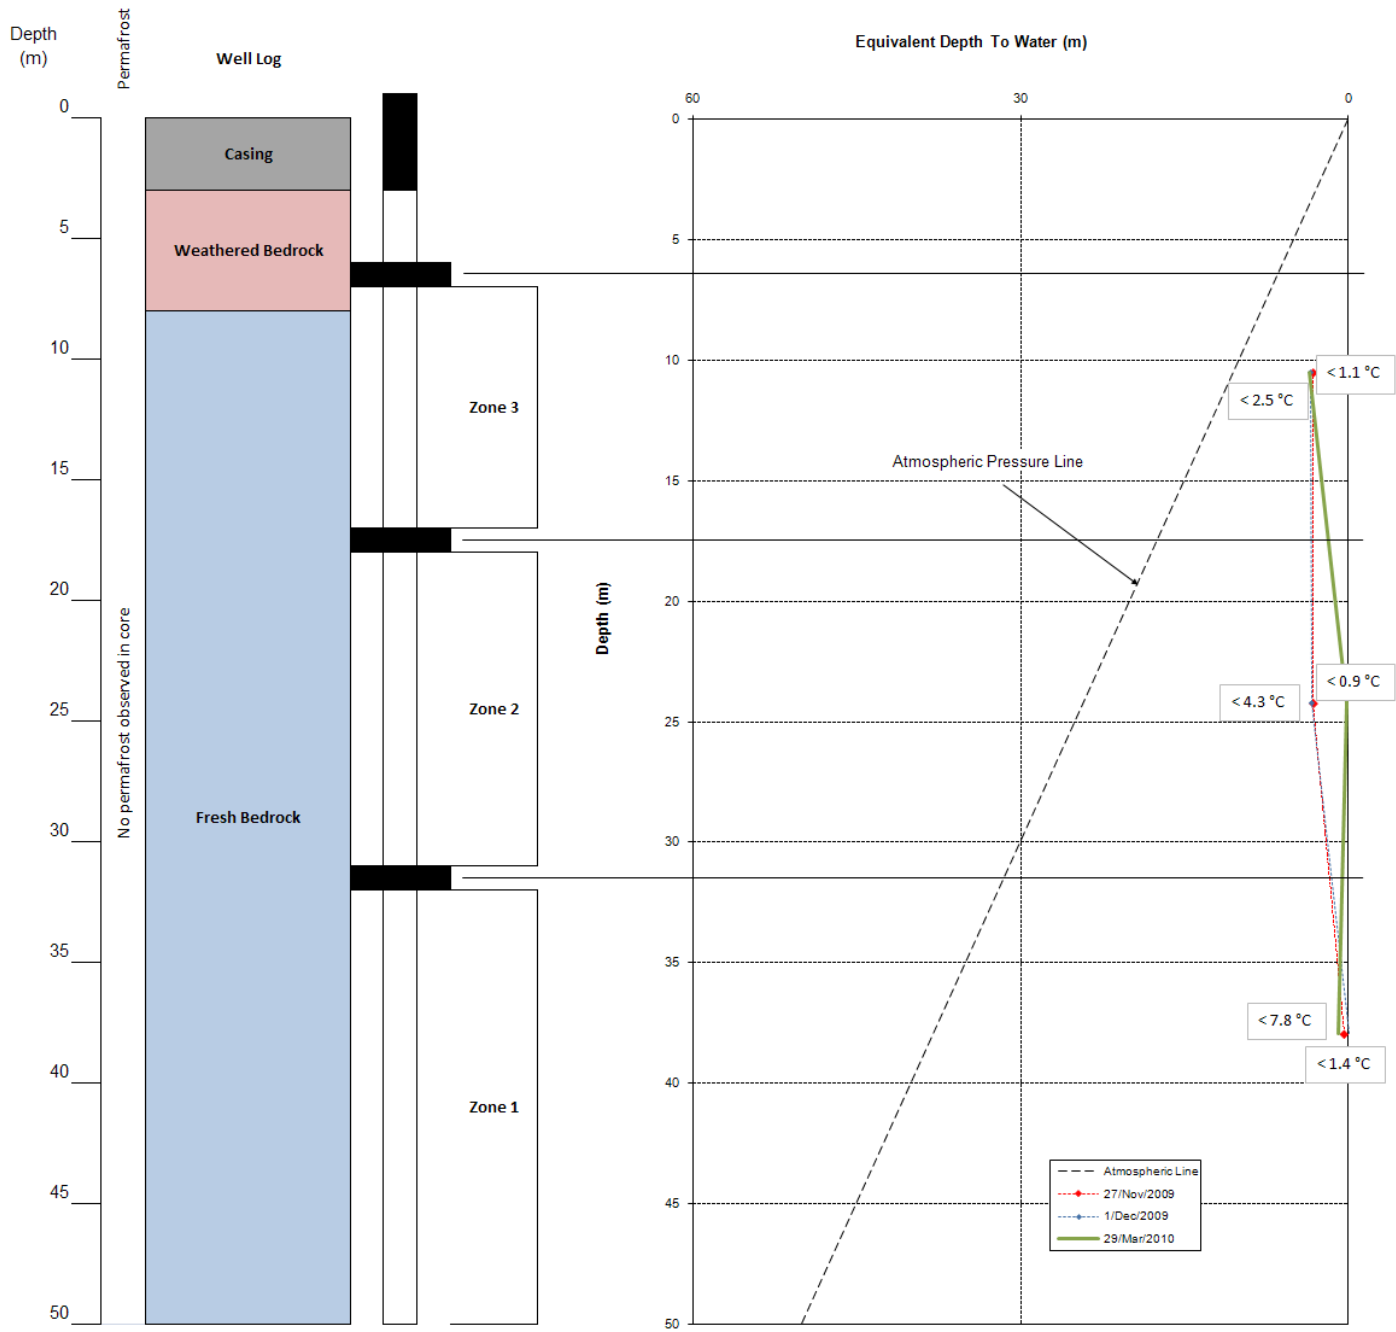 Depth
(m)
Permafrost
Well Log
Equivalent Depth To Water (m)
0
5
10
15
20
25
30
35
40
45
50
No permafrost observed in core
Casing
Weathered Bedrock
Fresh Bedrock
Zone 3
Zone 2
Zone 1
Depth (m)
60
30
0
0
5
10
15
20
25
30
35
40
45
50
Atmospheric Pressure Line
< 1.1 °C
< 2.5 °C
< 0.9 °C
< 4.3 °C
< 7.8 °C
< 1.4 °C
Atmospheric Line
27/Nov/2009
1/Dec/2009
29/Mar/2010